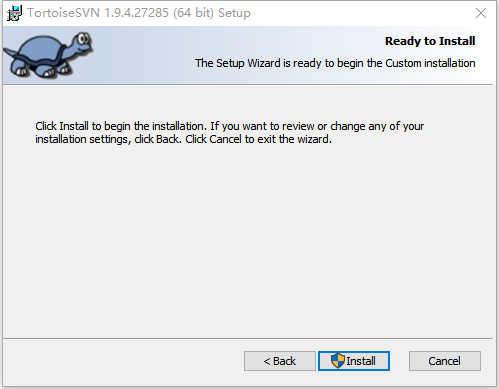 TortoiseSVN 1.9.4.27285 (64 bit) Setup
Ready to Install
The Setup Wizard is ready to begin the Custom installation
Click Install to begin the installation. If you want to review or change any of your
installation settings, click Back. Click Cancel to exit the wizard.
< Back
Install
Cancel